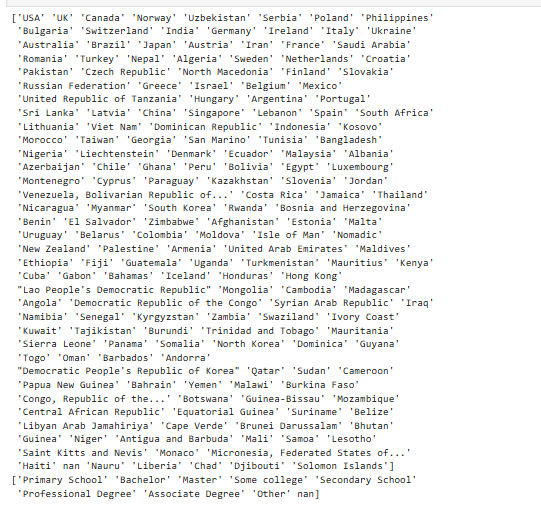 ['USA' 'UK' 'Canada' 'Norway' 'Uzbekistan' 'Serbia' 'Poland' 'Philippines'
'Bulgaria' 'Switzerland' 'India' 'Germany' 'Ireland' 'Italy' 'Ukraine'
'Australia' 'Brazil' 'Japan' 'Austria' 'Iran' 'France' 'Saudi Arabia'
'Romania' 'Turkey' 'Nepal' 'Algeria' 'Sweden' 'Netherlands' 'Croatia'
'Pakistan' 'Czech Republic' 'North Macedonia' 'Finland' 'Slovakia'
'Russian Federation' 'Greece' 'Israel' 'Belgium' 'Mexico'
'United Republic of Tanzania' 'Hungary' 'Argentina' 'Portugal'
'Sri Lanka' 'Latvia' 'China' 'Singapore' 'Lebanon' 'Spain' 'South Africa'
'Lithuania' 'Viet Nam' 'Dominican Republic' 'Indonesia' 'Kosovo'
'Morocco' 'Taiwan' 'Georgia' 'San Marino' 'Tunisia' 'Bangladesh'
'Nigeria' 'Liechtenstein' 'Denmark' 'Ecuador' 'Malaysia' 'Albania'
'Azerbaijan' 'Chile' 'Ghana' 'Peru' 'Bolivia' 'Egypt' 'Luxembourg'
'Montenegro' 'Cyprus' 'Paraguay' 'Kazakhstan' 'Slovenia' 'Jordan'
'Venezuela, Bolivarian Republic of...' 'Costa Rica' 'Jamaica' 'Thailand'
'Nicaragua' 'Myanmar' 'South Korea' 'Rwanda' 'Bosnia and Herzegovina'
'Benin' 'El Salvador' 'Zimbabwe' 'Afghanistan' 'Estonia' 'Malta'
'Uruguay' 'Belarus' 'Colombia' 'Moldova' 'Isle of Man' 'Nomadic'
'New Zealand' 'Palestine' 'Armenia' 'United Arab Emirates' 'Maldives'
'Ethiopia' 'Fiji' 'Guatemala' 'Uganda' 'Turkmenistan' 'Mauritius' 'Kenya'
'Cuba' 'Gabon' 'Bahamas' 'Iceland' 'Honduras' 'Hong Kong'
"Lao People's Democratic Republic" 'Mongolia' 'Cambodia' 'Madagascar'
'Angola' 'Democratic Republic of the Congo' 'Syrian Arab Republic' 'Iraq'
'Namibia' 'Senegal' 'Kyrgyzstan' 'Zambia' 'Swaziland' 'Ivory Coast'
'Kuwait' 'Tajikistan' 'Burundi' 'Trinidad and Tobago' 'Mauritania'
'Sierra Leone' 'Panama' 'Somalia' 'North Korea' 'Dominica' 'Guyana'
'Togo' 'Oman' 'Barbados' 'Andorra'
"Democratic People's Republic of Korea" 'Qatar' 'Sudan' 'Cameroon'
'Papua New Guinea' 'Bahrain' 'Yemen' 'Malawi' 'Burkina Faso'
'Congo, Republic of the...' 'Botswana' 'Guinea-Bissau' 'Mozambique'
'Central African Republic' 'Equatorial Guinea' 'Suriname' 'Belize'
'Libyan Arab Jamahiriya' 'Cape Verde' 'Brunei Darussalam' 'Bhutan'
'Guinea' 'Niger' 'Antigua and Barbuda' 'Mali' 'Samoa' 'Lesotho'
'Saint Kitts and Nevis' 'Monaco' 'Micronesia, Federated States of...'
'Haiti' nan 'Nauru' 'Liberia' 'Chad' 'Djibouti' 'Solomon Islands']
['Primary School' 'Bachelor' 'Master' 'Some college' 'Secondary School'
'Professional Degree' 'Associate Degree' 'Other' nan]